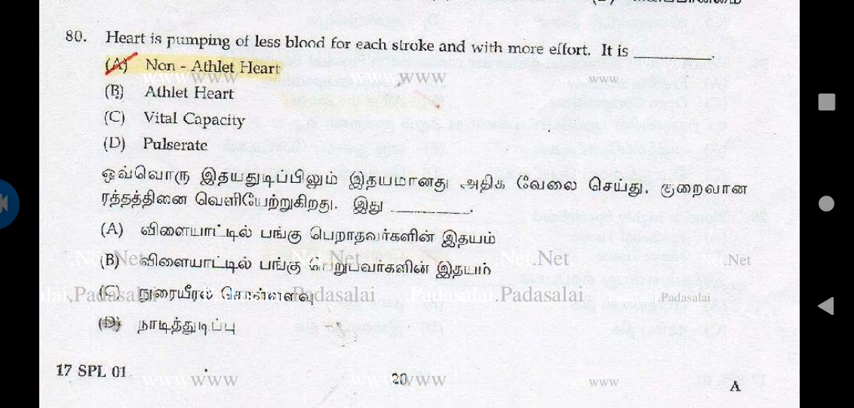 80. Heart is pumping of less blood for each stroke and with more effort. It is ________.
(A) Non - Athlet Heart
(B) Athlet Heart
(C) Vital Capacity
(D) Pulserate
ஒவ்வொரு இதயதுடிப்பிலும் இதயமானது அதிக வேலை செய்து, குறைவான
ரத்தத்தினை வெளியேற்றுகிறது. இது ________.
(A) விளையாட்டில் பங்கு பெறாதவர்களின் இதயம்
(B) விளையாட்டில் பங்கு பெறுபவர்களின் இதயம்
(C) நுரையீரல் கொள்ளளவு
(D) நாடித்துடிப்பு
17 SPL 01 20 A